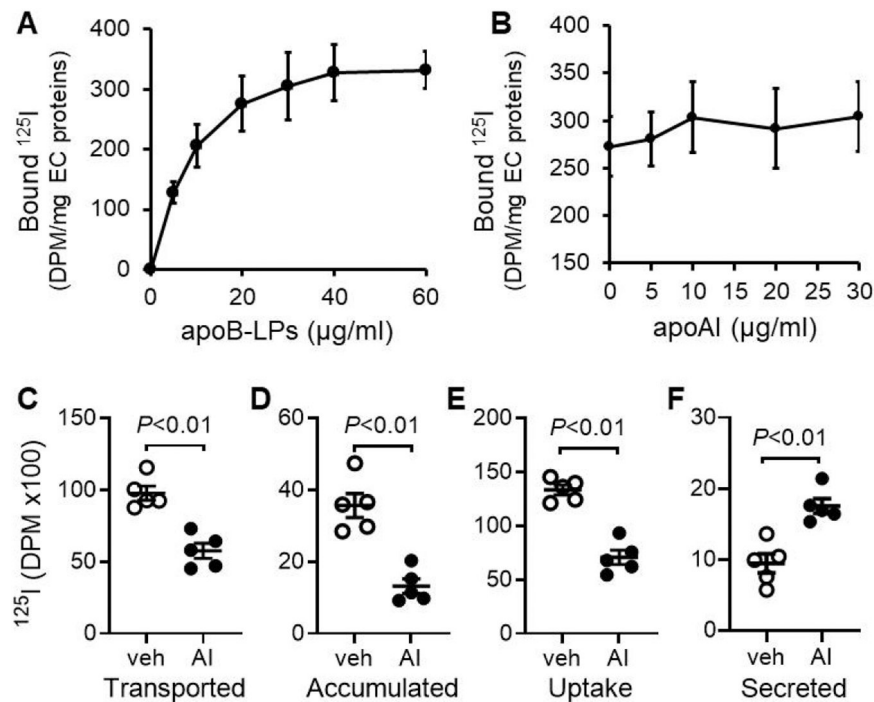 A
Bound ¹²⁵I
(DPM/mg EC proteins)
400
300
200
100
0
0 20 40 60
apoB-LPs (µg/ml)
B
Bound ¹²⁵I
(DPM/mg EC proteins)
400
350
300
250
200
150
0 5 10 15 20 25 30
apoAI (µg/ml)
¹²⁵I (DPM x100)
C
150
100
50
0
P<0.01
veh AI
Transported
D
60
40
20
0
P<0.01
veh AI
Accumulated
E
200
150
100
50
0
P<0.01
veh AI
Uptake
F
30
20
10
0
P<0.01
veh AI
Secreted